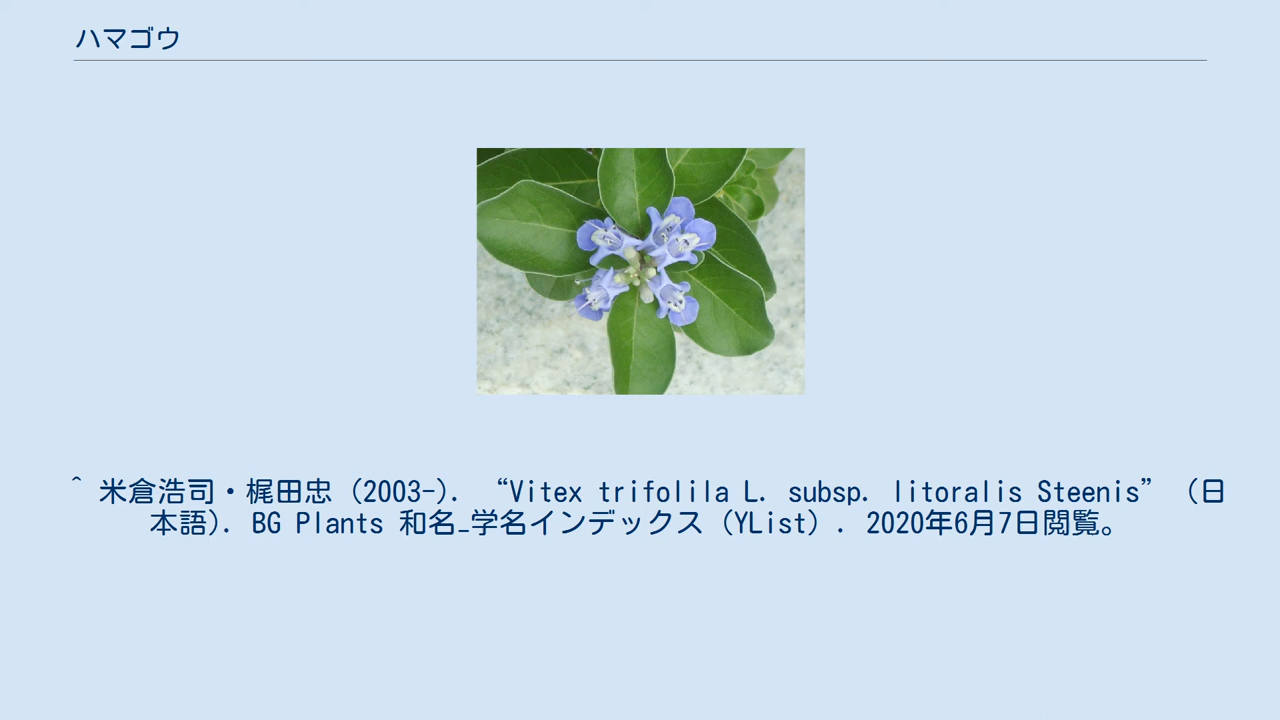 ハマゴウ
^ 米倉浩司・梶田忠 (2003-). “Vitex trifolila L. subsp. litoralis Steenis” (日
本語). BG Plants 和名_学名インデックス (YList) . 2020年6月7日閲覧。